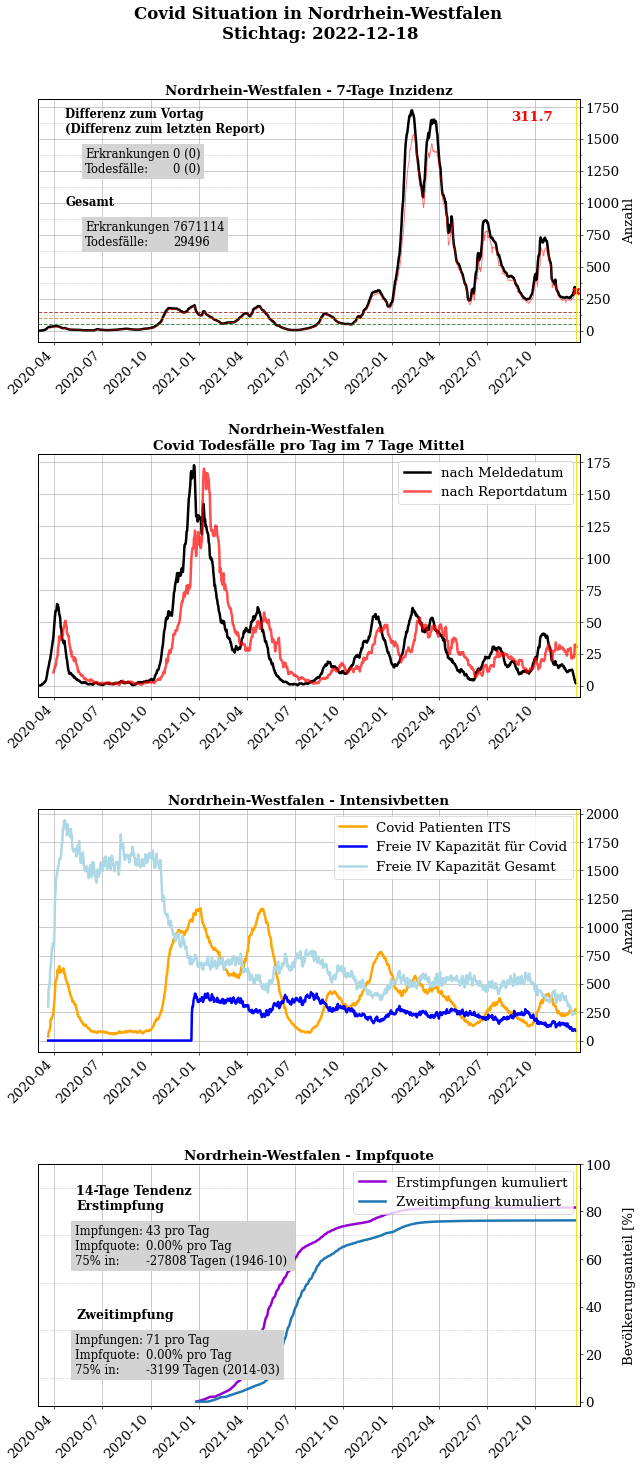 Covid Situation in Nordrhein-Westfalen
Stichtag: 2022-12-18
Nordrhein-Westfalen - 7-Tage Inzidenz
Differenz zum Vortag
(Differenz zum letzten Report)
Erkrankungen 0 (0)
Todesfälle: 0 (0)
Gesamt
Erkrankungen 7671114
Todesfälle: 29496
311.7
1750
1500
1250
1000
750
500
250
0
Anzahl
2020-04
2020-07
2020-10
2021-01
2021-04
2021-07
2021-10
2022-01
2022-04
2022-07
2022-10
Nordrhein-Westfalen
Covid Todesfälle pro Tag im 7 Tage Mittel
nach Meldedatum
nach Reportdatum
175
150
125
100
75
50
25
0
2020-04
2020-07
2020-10
2021-01
2021-04
2021-07
2021-10
2022-01
2022-04
2022-07
2022-10
Nordrhein-Westfalen - Intensivbetten
Covid Patienten ITS
Freie IV Kapazität für Covid
Freie IV Kapazität Gesamt
2000
1750
1500
1250
1000
750
500
250
0
Anzahl
2020-04
2020-07
2020-10
2021-01
2021-04
2021-07
2021-10
2022-01
2022-04
2022-07
2022-10
Nordrhein-Westfalen - Impfquote
14-Tage Tendenz
Erstimpfung
Impfungen: 43 pro Tag
Impfquote: 0.00% pro Tag
75% in: -27808 Tagen (1946-10)
Zweitimpfung
Impfungen: 71 pro Tag
Impfquote: 0.00% pro Tag
75% in: -3199 Tagen (2014-03)
Erstimpfungen kumuliert
Zweitimpfung kumuliert
100
80
60
40
20
0
Bevölkerungsanteil [%]
2020-04
2020-07
2020-10
2021-01
2021-04
2021-07
2021-10
2022-01
2022-04
2022-07
2022-10